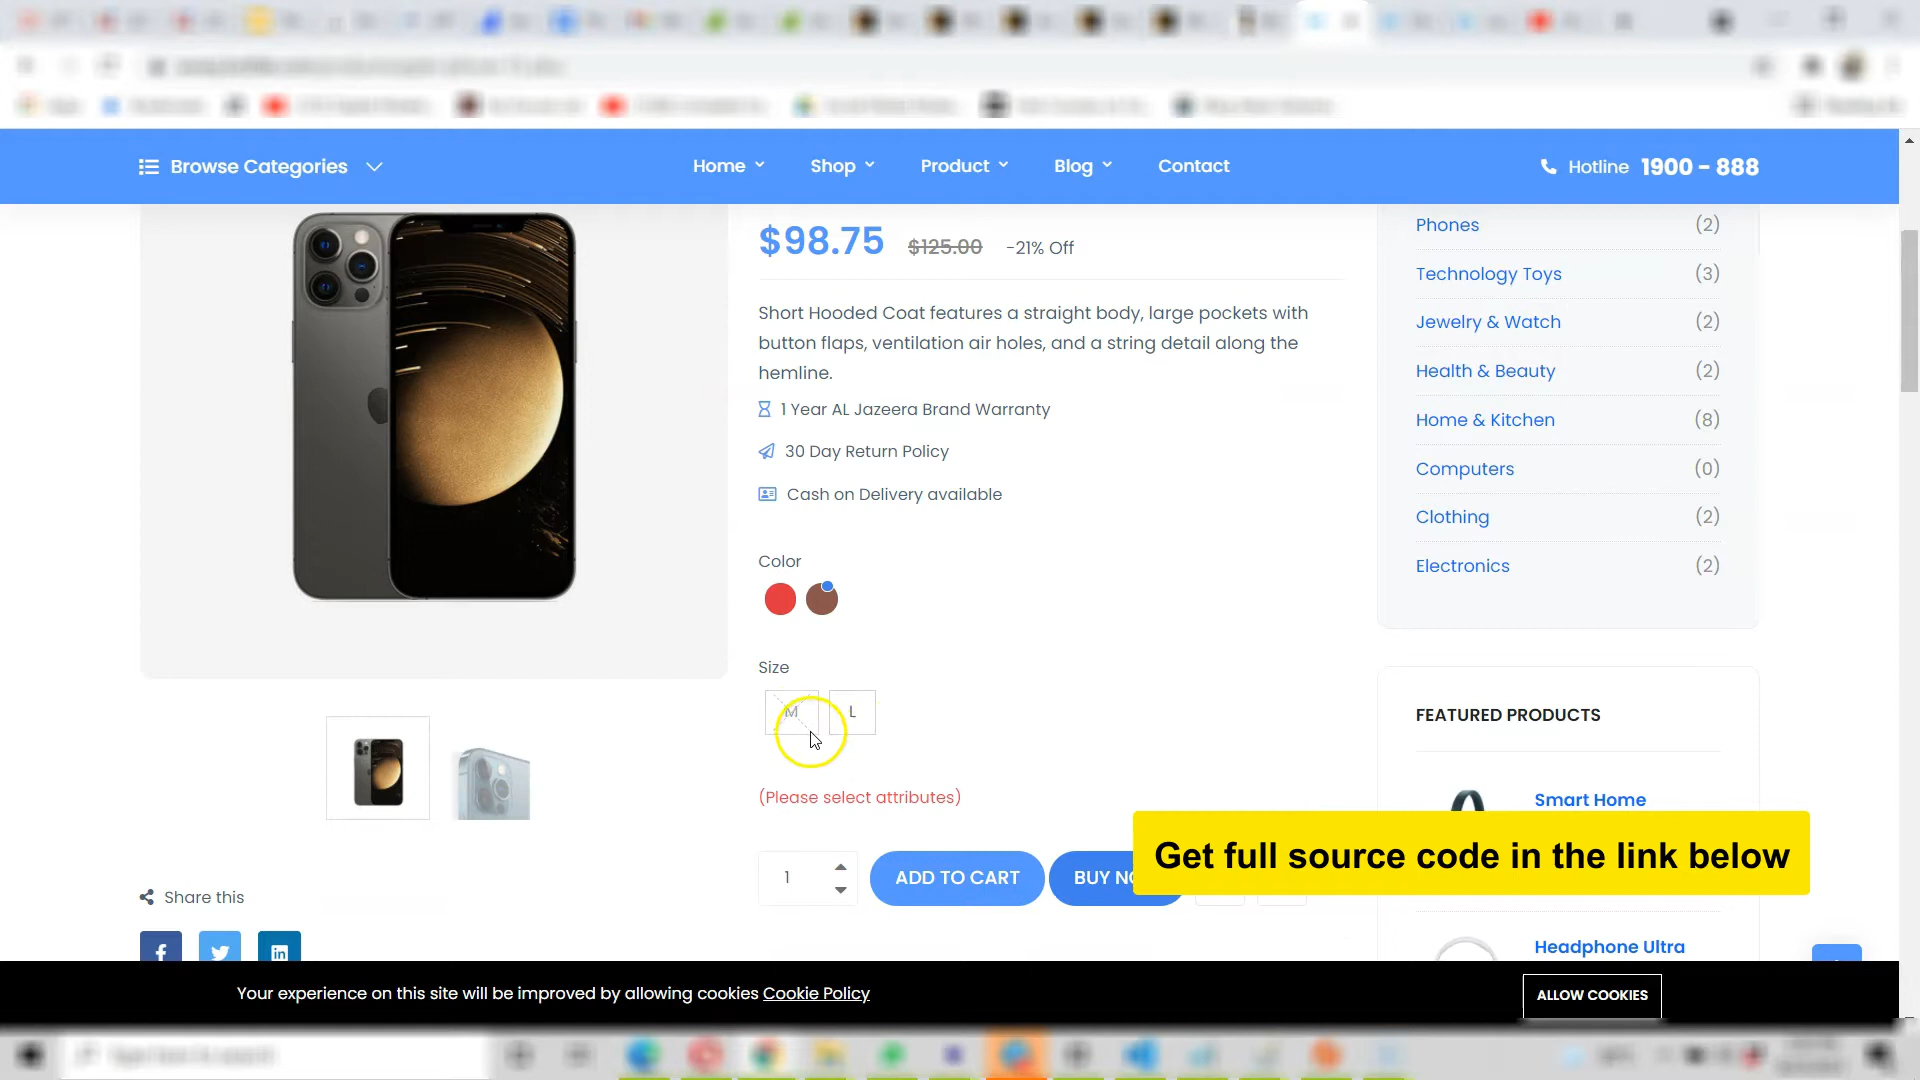 Browse Categories
Home
Shop
Product
Blog
Contact
Hotline 1900 - 888
$98.75 $125.00 -21% Off
Short Hooded Coat features a straight body, large pockets with
button flaps, ventilation air holes, and a string detail along the
hemline.
1 Year AL Jazeera Brand Warranty
30 Day Return Policy
Cash on Delivery available
Color
Size
M L
(Please select attributes)
1
ADD TO CART
Share this
Phones (2)
Technology Toys (3)
Jewelry & Watch (2)
Health & Beauty (2)
Home & Kitchen (8)
Computers (0)
Clothing (2)
Electronics (2)
FEATURED PRODUCTS
Smart Home
Get full source code in the link below
Headphone Ultra
Your experience on this site will be improved by allowing cookies Cookie Policy
ALLOW COOKIES